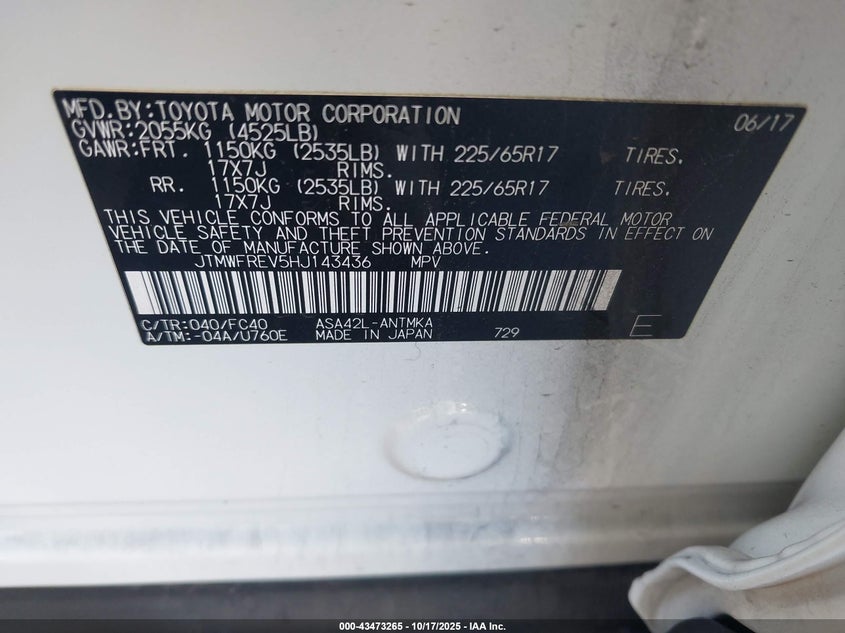 MFD.BY:TOYOTA MOTOR CORPORATION 06/17
GVWR:2055KG (4525LB)
GAWR:FRT. 1150KG (2535LB) WITH 225/65R17 TIRES.
17X7J RIMS.
RR. 1150KG (2535LB) WITH 225/65R17 TIRES.
17X7J RIMS.
THIS VEHICLE CONFORMS TO ALL APPLICABLE FEDERAL MOTOR
VEHICLE SAFETY AND THEFT PREVENTION STANDARDS IN EFFECT ON
THE DATE OF MANUFACTURE SHOWN ABOVE.
JTMWFREV5HJ143436 MPV
C/TR:040/FC40 ASA42L-ANTMKA
A/TM:-04A/U760E MADE IN JAPAN 729 E
000-43473265 - 10/17/2025 - IAA Inc.